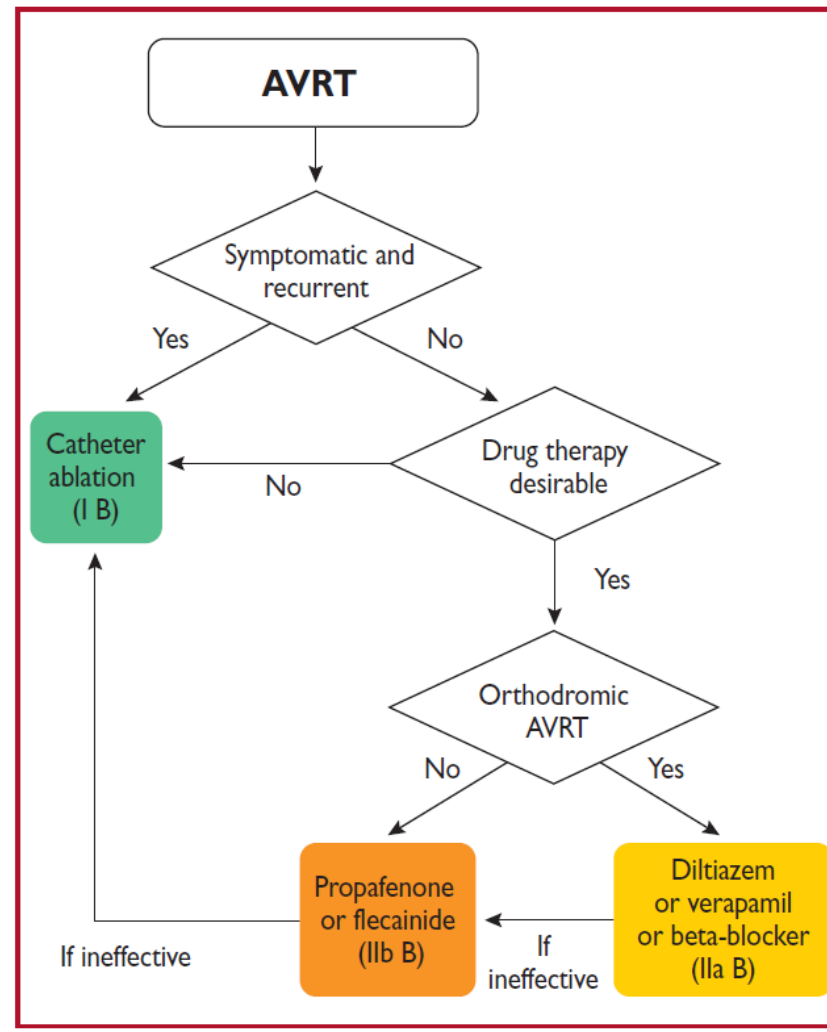 AVRT
Symptomatic and
recurrent
Yes
No
Catheter
ablation
(I B)
No
Drug therapy
desirable
Yes
Orthodromic
AVRT
No
Yes
Propafenone
or flecainide
(IIb B)
Diltiazem
or verapamil
or beta-blocker
(IIa B)
If ineffective
If
ineffective